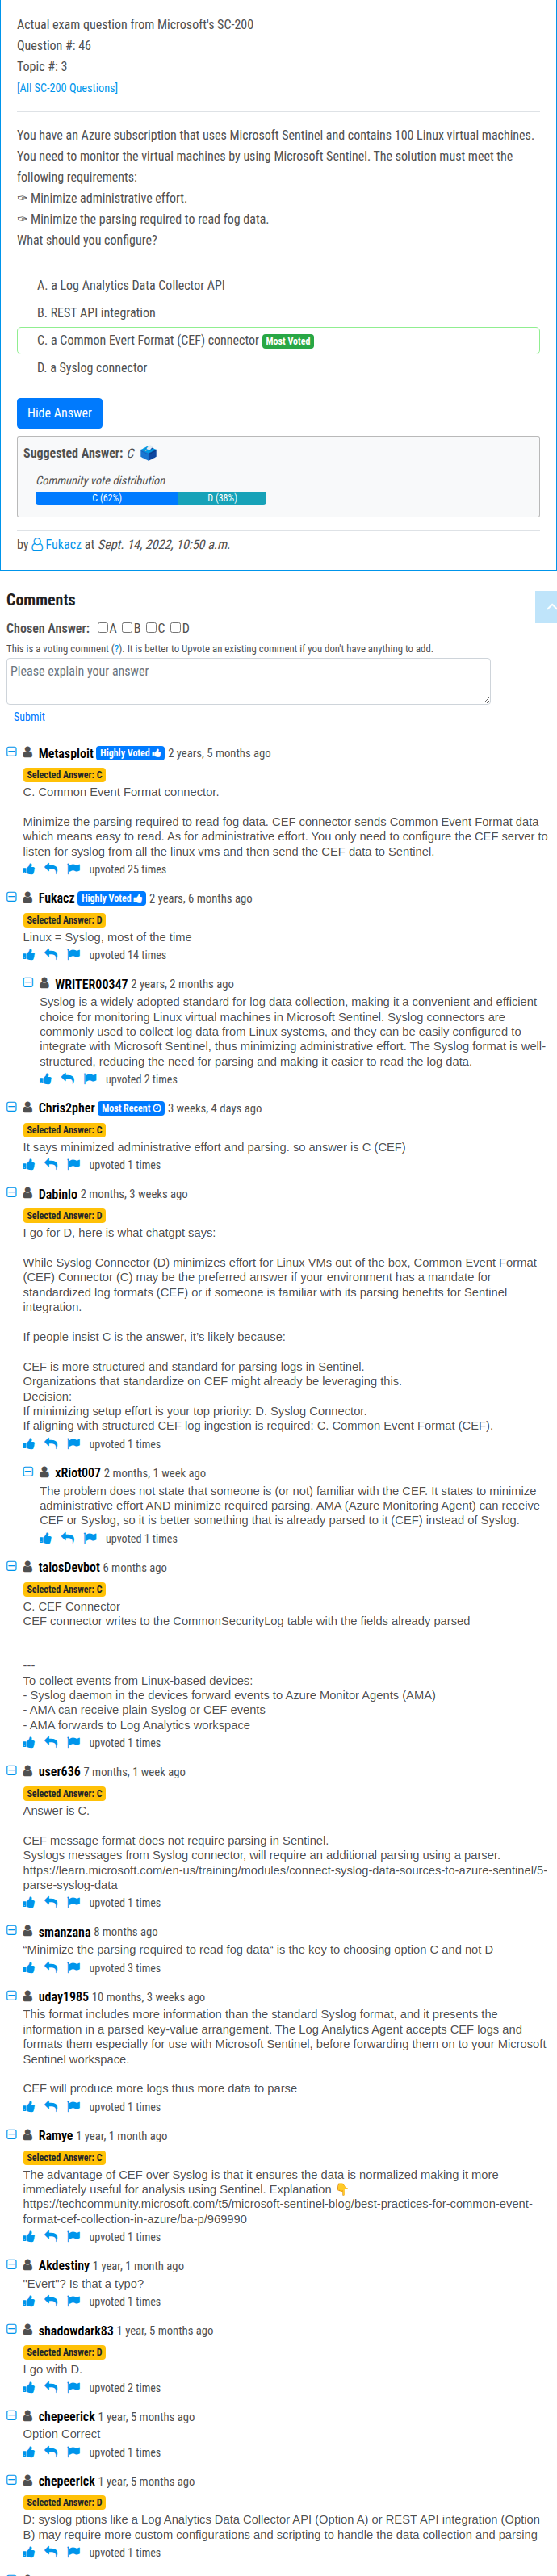 Actual exam question from Microsoft's SC-200
Question #: 46
Topic #: 3
[All SC-200 Questions]
You have an Azure subscription that uses Microsoft Sentinel and contains 100 Linux virtual machines.
You need to monitor the virtual machines by using Microsoft Sentinel. The solution must meet the
following requirements:
✑ Minimize administrative effort.
✑ Minimize the parsing required to read fog data.
What should you configure?
A. a Log Analytics Data Collector API
B. REST API integration
C. a Common Evert Format (CEF) connector Most Voted
D. a Syslog connector
Hide Answer
Suggested Answer: C
Community vote distribution
C (62%) D (38%)
by Fukacz at Sept. 14, 2022, 10:50 a.m.
Comments
Chosen Answer: A B C D
This is a voting comment (?). It is better to Upvote an existing comment if you don't have anything to add.
Please explain your answer
Submit
Metasploit Highly Voted 2 years, 5 months ago
Selected Answer: C
C. Common Event Format connector.
Minimize the parsing required to read fog data. CEF connector sends Common Event Format data
which means easy to read. As for administrative effort. You only need to configure the CEF server to
listen for syslog from all the linux vms and then send the CEF data to Sentinel.
upvoted 25 times
Fukacz Highly Voted 2 years, 6 months ago
Selected Answer: D
Linux = Syslog, most of the time
upvoted 14 times
WRITER00347 2 years, 2 months ago
Syslog is a widely adopted standard for log data collection, making it a convenient and efficient
choice for monitoring Linux virtual machines in Microsoft Sentinel. Syslog connectors are
commonly used to collect log data from Linux systems, and they can be easily configured to
integrate with Microsoft Sentinel, thus minimizing administrative effort. The Syslog format is well-
structured, reducing the need for parsing and making it easier to read the log data.
upvoted 2 times
Chris2pher Most Recent 3 weeks, 4 days ago
Selected Answer: C
It says minimized administrative effort and parsing. so answer is C (CEF)
upvoted 1 times
Dabinlo 2 months, 3 weeks ago
Selected Answer: D
I go for D, here is what chatgpt says:
While Syslog Connector (D) minimizes effort for Linux VMs out of the box, Common Event Format
(CEF) Connector (C) may be the preferred answer if your environment has a mandate for
standardized log formats (CEF) or if someone is familiar with its parsing benefits for Sentinel
integration.
If people insist C is the answer, it's likely because:
CEF is more structured and standard for parsing logs in Sentinel.
Organizations that standardize on CEF might already be leveraging this.
Decision:
If minimizing setup effort is your top priority: D. Syslog Connector.
If aligning with structured CEF log ingestion is required: C. Common Event Format (CEF).
upvoted 1 times
xRiot007 2 months, 1 week ago
The problem does not state that someone is (or not) familiar with the CEF. It states to minimize
administrative effort AND minimize required parsing. AMA (Azure Monitoring Agent) can receive
CEF or Syslog, so it is better something that is already parsed to it (CEF) instead of Syslog.
upvoted 1 times
talosDevbot 6 months ago
Selected Answer: C
C. CEF Connector
CEF connector writes to the CommonSecurityLog table with the fields already parsed
---
To collect events from Linux-based devices:
- Syslog daemon in the devices forward events to Azure Monitor Agents (AMA)
- AMA can receive plain Syslog or CEF events
- AMA forwards to Log Analytics workspace
upvoted 1 times
user636 7 months, 1 week ago
Selected Answer: C
Answer is C.
CEF message format does not require parsing in Sentinel.
Syslogs messages from Syslog connector, will require an additional parsing using a parser.
https://learn.microsoft.com/en-us/training/modules/connect-syslog-data-sources-to-azure-sentinel/5-
parse-syslog-data
upvoted 1 times
smanzana 8 months ago
“Minimize the parsing required to read fog data“ is the key to choosing option C and not D
upvoted 3 times
uday1985 10 months, 3 weeks ago
This format includes more information than the standard Syslog format, and it presents the
information in a parsed key-value arrangement. The Log Analytics Agent accepts CEF logs and
formats them especially for use with Microsoft Sentinel, before forwarding them on to your Microsoft
Sentinel workspace.
CEF will produce more logs thus more data to parse
upvoted 1 times
Ramye 1 year, 1 month ago
Selected Answer: C
The advantage of CEF over Syslog is that it ensures the data is normalized making it more
immediately useful for analysis using Sentinel. Explanation 👇
https://techcommunity.microsoft.com/t5/microsoft-sentinel-blog/best-practices-for-common-event-
format-cef-collection-in-azure/ba-p/969990
upvoted 1 times
Akdestiny 1 year, 1 month ago
"Evert"? Is that a typo?
upvoted 1 times
shadowdark83 1 year, 5 months ago
Selected Answer: D
I go with D.
upvoted 2 times
chepeerick 1 year, 5 months ago
Option Correct
upvoted 1 times
chepeerick 1 year, 5 months ago
Selected Answer: D
D: syslog ptions like a Log Analytics Data Collector API (Option A) or REST API integration (Option
B) may require more custom configurations and scripting to handle the data collection and parsing
upvoted 1 times